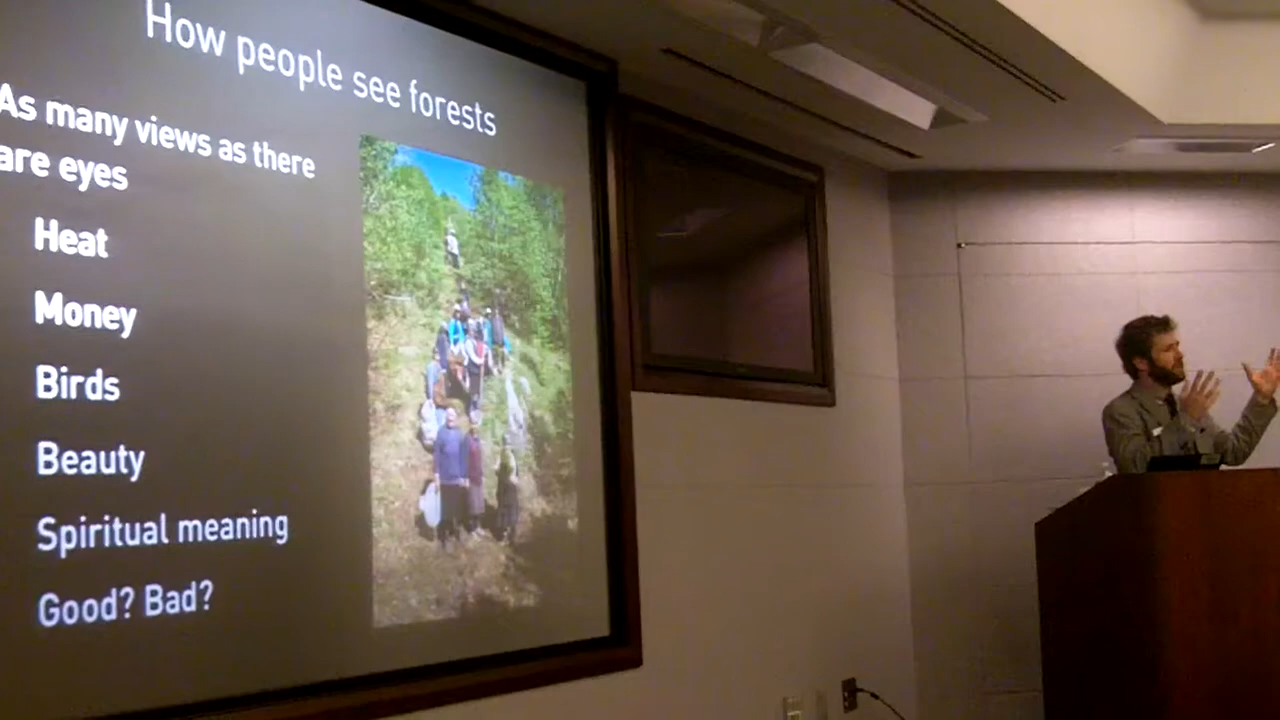 How people see forests
As many views as there
are eyes
Heat
Money
Birds
Beauty
Spiritual meaning
Good? Bad?